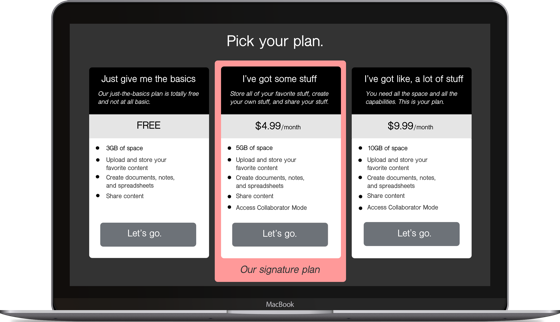 Pick your plan.
Just give me the basics
Our just-the-basics plan is totally free
and not at all basic.
FREE
3GB of space
Upload and store your
favorite content
Create documents, notes,
and spreadsheets
Share content
Let's go.
I've got some stuff
Store all of your favorite stuff, create
your own stuff, and share your stuff.
$4.99/month
5GB of space
Upload and store your
favorite content
Create documents, notes,
and spreadsheets
Share content
Access Collaborator Mode
Let's go.
Our signature plan
I've got like, a lot of stuff
You need all the space and all the
capabilities. This is your plan.
$9.99/month
10GB of space
Upload and store your
favorite content
Create documents, notes,
and spreadsheets
Share content
Access Collaborator Mode
Let's go.
MacBook